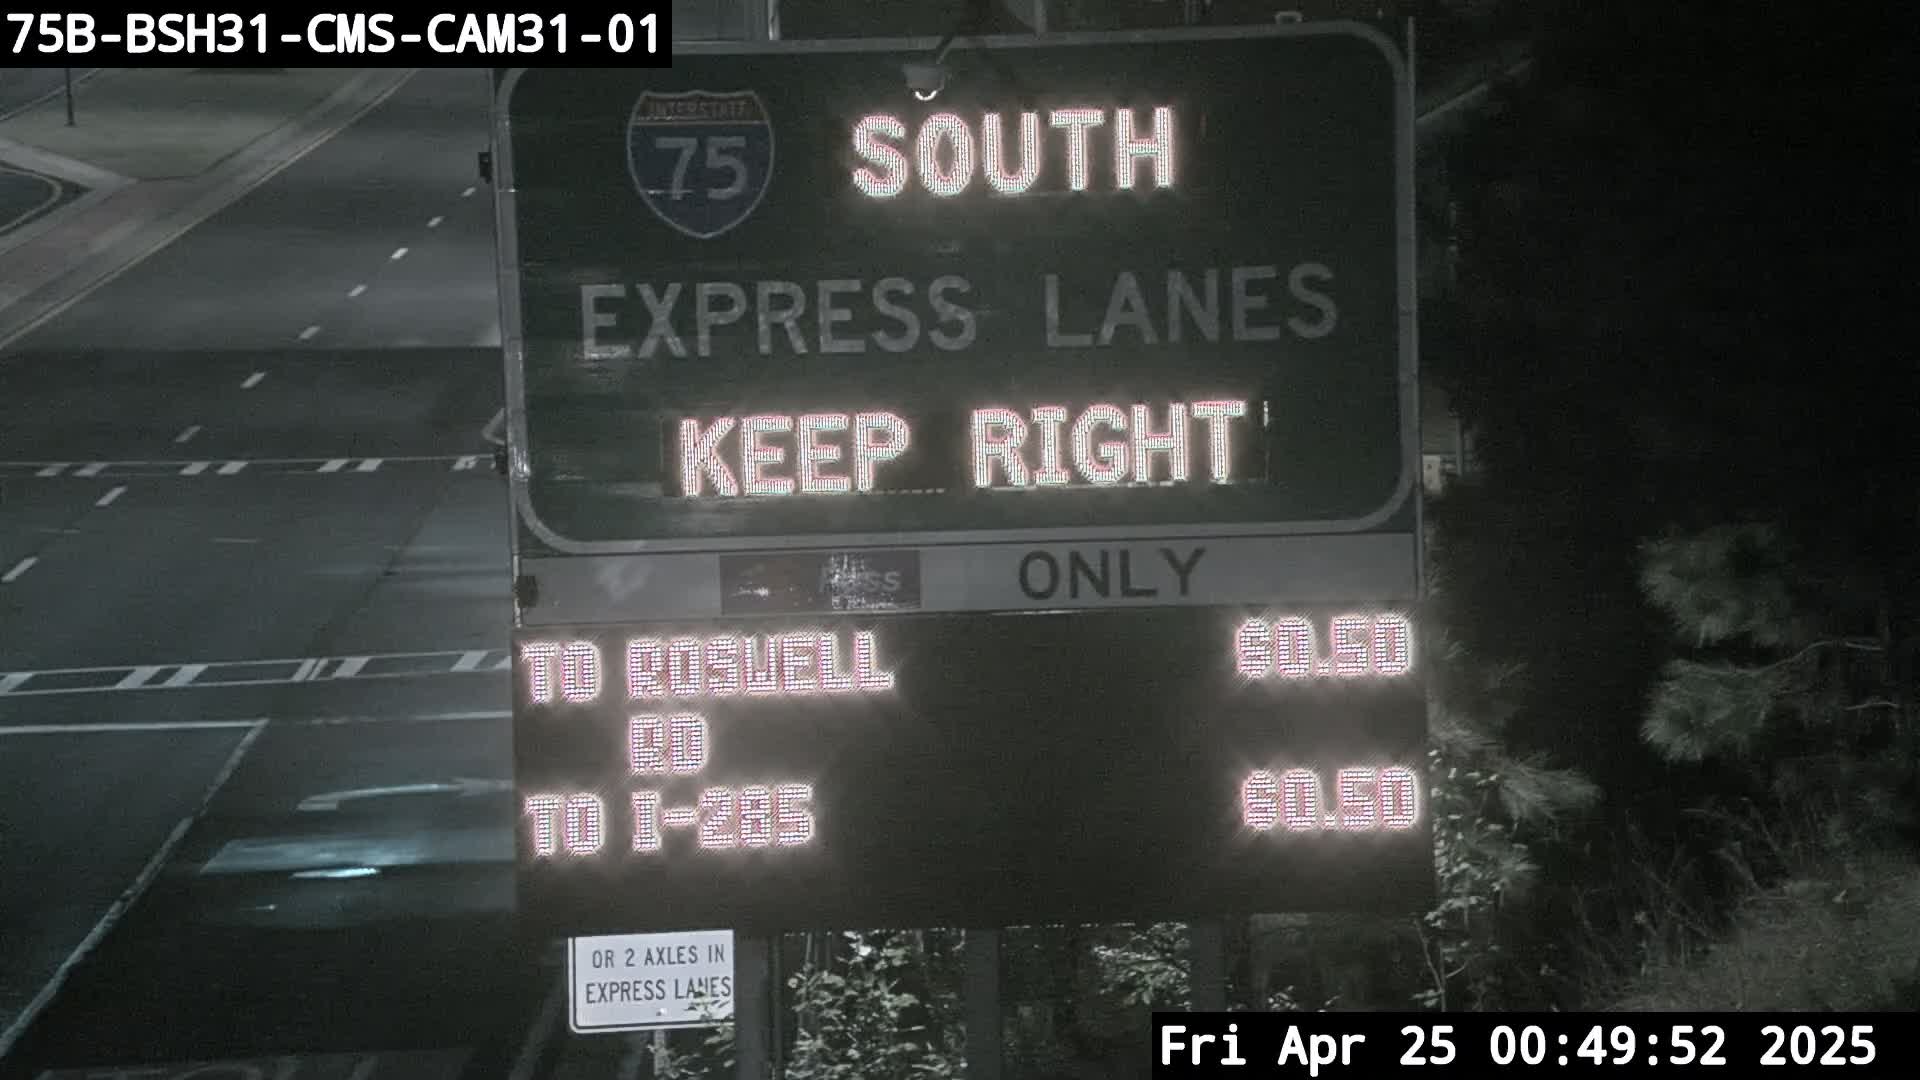 75B-BSH31-CMS-CAM31-01
INTERSTATE
75
SOUTH
EXPRESS LANES
KEEP RIGHT
ONLY
TO ROSWELL $0.50
RD
TO I-285 $0.50
OR 2 AXLES IN
EXPRESS LANES
Fri Apr 25 00:49:52 2025